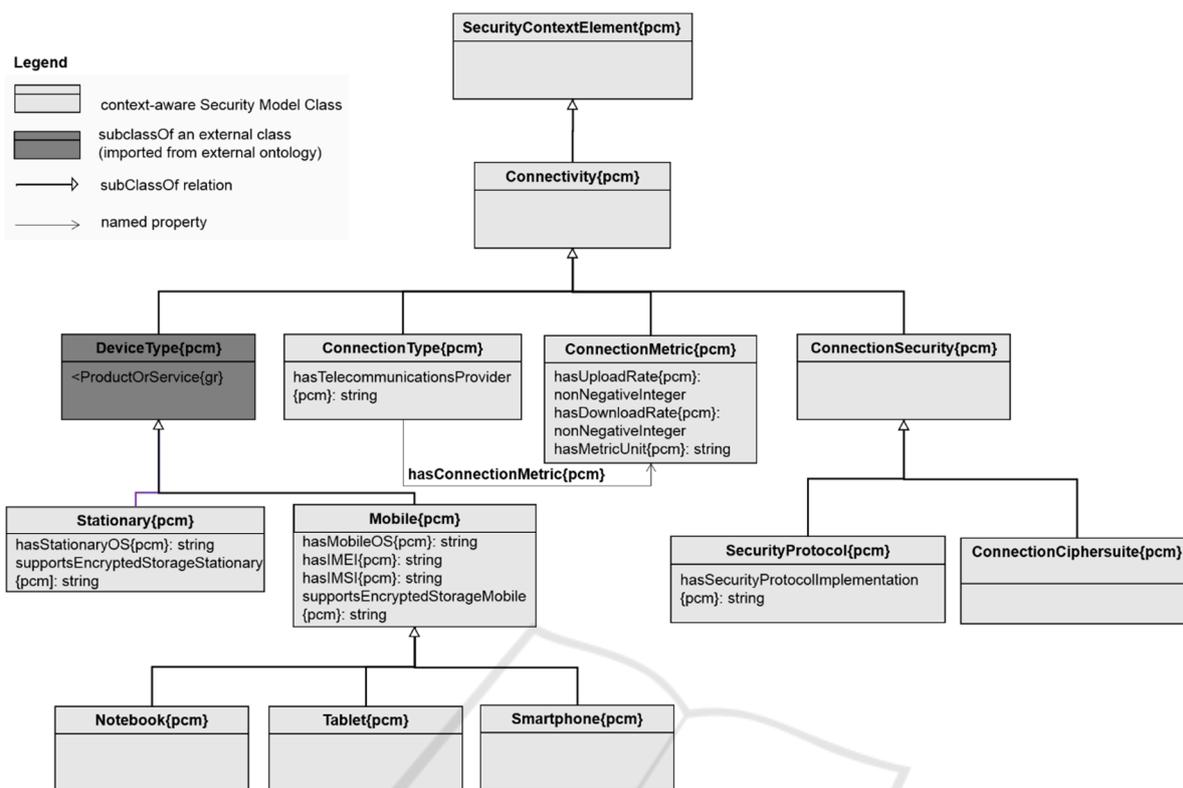 SecurityContextElement{pcm}
Legend
context-aware Security Model Class
subclassOf an external class
(imported from external ontology)
subClassOf relation
named property
Connectivity{pcm}
DeviceType{pcm}
<ProductOrService{gr}
ConnectionType{pcm}
hasTelecommunicationsProvider
{pcm}: string
ConnectionMetric{pcm}
hasUploadRate{pcm}:
nonNegativeInteger
hasDownloadRate{pcm}:
nonNegativeInteger
hasMetricUnit{pcm}: string
ConnectionSecurity{pcm}
hasConnectionMetric{pcm}
Stationary{pcm}
hasStationaryOS{pcm}: string
supportsEncryptedStorageStationary
{pcm]: string
Mobile{pcm}
hasMobileOS{pcm}: string
hasIMEI{pcm}: string
hasIMSI{pcm}: string
supportsEncryptedStorageMobile
{pcm}: string
SecurityProtocol{pcm}
hasSecurityProtocolImplementation
{pcm}: string
ConnectionCiphersuite{pcm}
Notebook{pcm}
Tablet{pcm}
Smartphone{pcm}